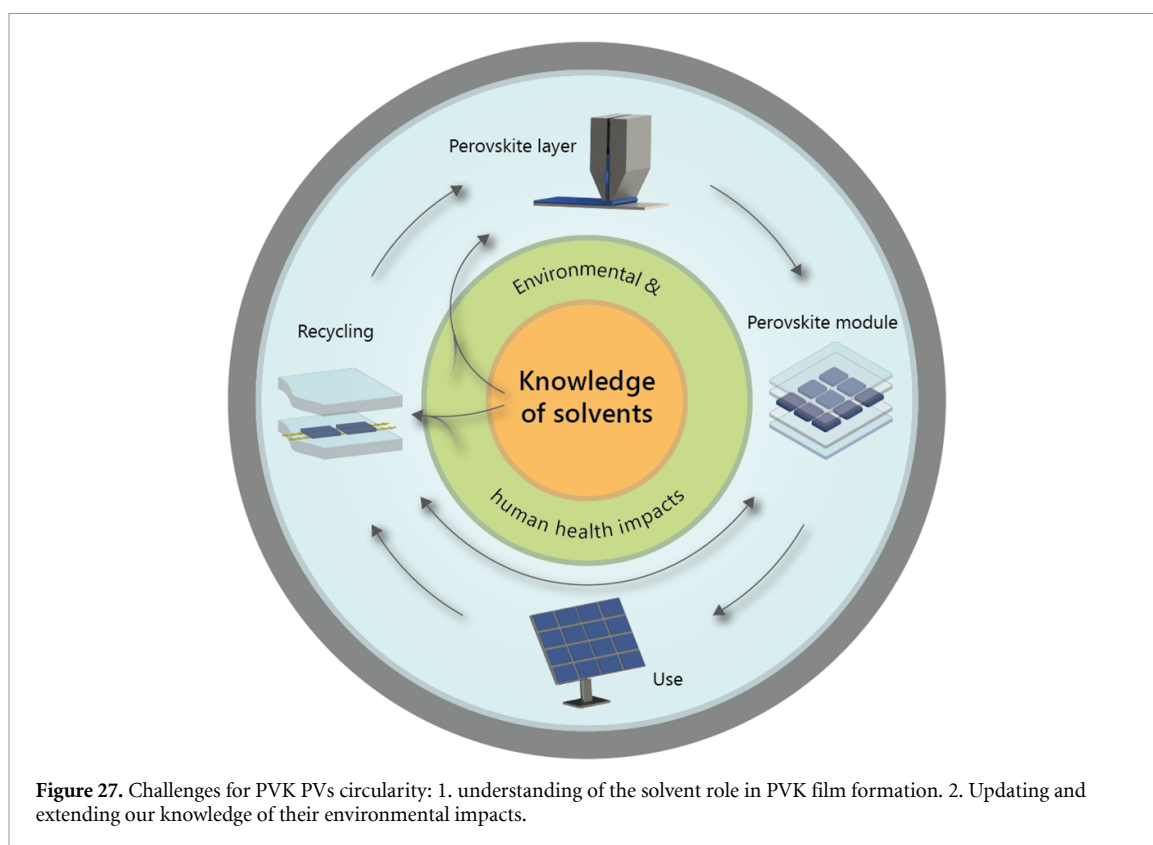 Perovskite layer
Environmental &
Perovskite module
Recycling
Knowledge
of solvents
human health impacts
Use
Figure 27. Challenges for PVK PVs circularity: 1. understanding of the solvent role in PVK film formation. 2. Updating and
extending our knowledge of their environmental impacts.